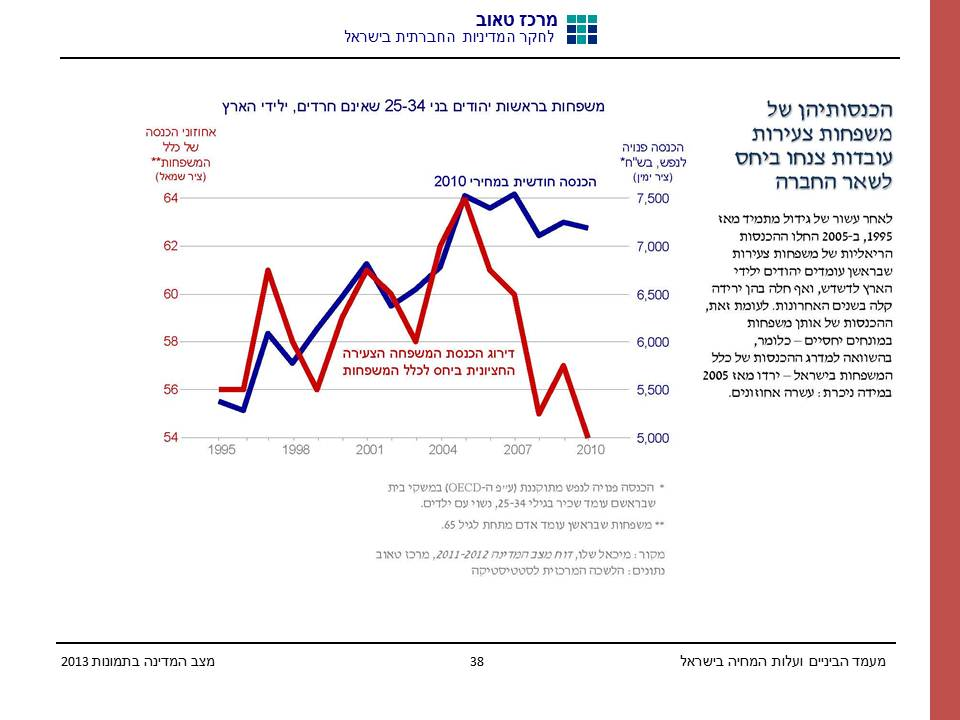 מרכז טאוב
לחקר המדיניות החברתית בישראל
הכנסותיהן של
משפחות צעירות
עובדות צנחו ביחס
לשאר החברה
לאחר עשור של גידול מתמיד מאז
1995, ב-2005 החלו ההכנסות
הריאליות של משפחות צעירות
שבראשן עומדים יהודים ילידי
הארץ לדשדש, ואף חלה בהן ירידה
קלה בשנים האחרונות. לעומת זאת,
ההכנסות של אותן משפחות
במונחים יחסיים – כלומר,
בהשוואה למדרג ההכנסות של כלל
המשפחות בישראל – ירדו מאז 2005
במידה ניכרת: עשרה אחוזונים.
משפחות בראשות יהודים בני 25-34 שאינם חרדים, ילידי הארץ
הכנסה פנויה
לנפש, בש"ח*
(ציר ימין)
אחוזוני הכנסה
של כלל
המשפחות**
(ציר שמאל)
הכנסה חודשית במחירי 2010
7,500
7,000
6,500
6,000
5,500
5,000
64
62
60
58
56
54
דירוג הכנסת המשפחה הצעירה
החציונית ביחס לכלל המשפחות
1995 1998 2001 2004 2007 2010
* הכנסה פנויה לנפש מתוקננת (ע״פ ה-OECD) במשקי בית
שבראשם עומד שכיר בגילי 25-34, נשוי עם ילדים.
** משפחות שבראשן עומד אדם מתחת לגיל 65.
מקור: מיכאל שלו, דוח מצב המדינה 2011-2012, מרכז טאוב
נתונים: הלשכה המרכזית לסטטיסטיקה
מעמד הביניים ועלות המחיה בישראל
38
מצב המדינה בתמונות 2013